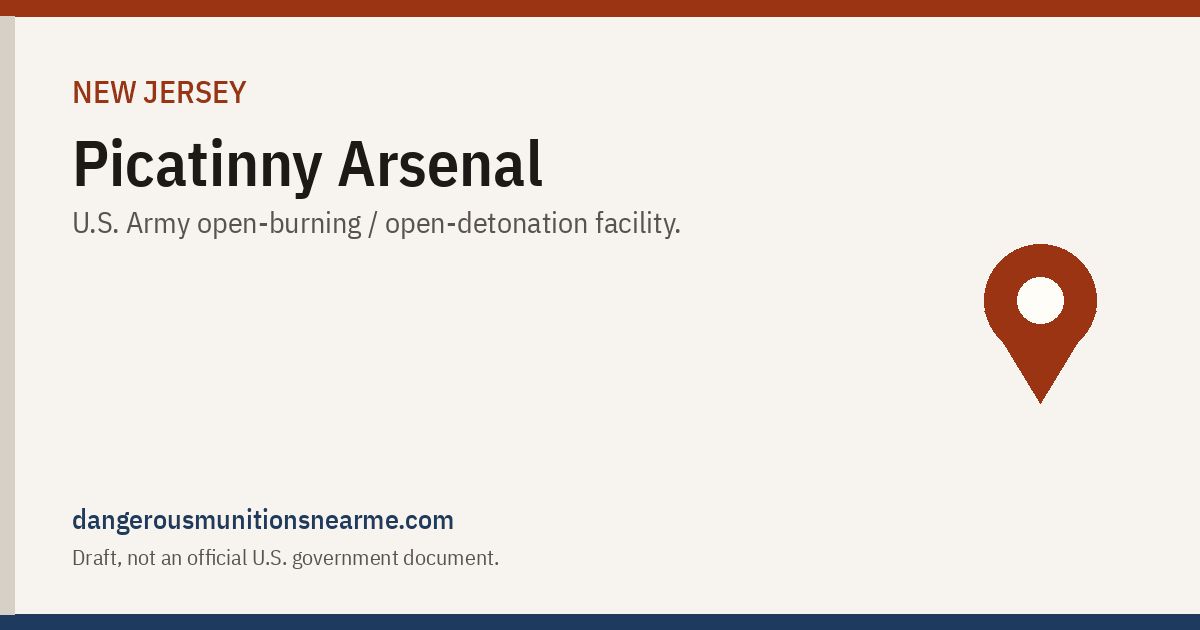 NEW JERSEY
Picatinny Arsenal
U.S. Army open-burning / open-detonation facility.
dangerousmunitionsnearme.com
Draft, not an official U.S. government document.